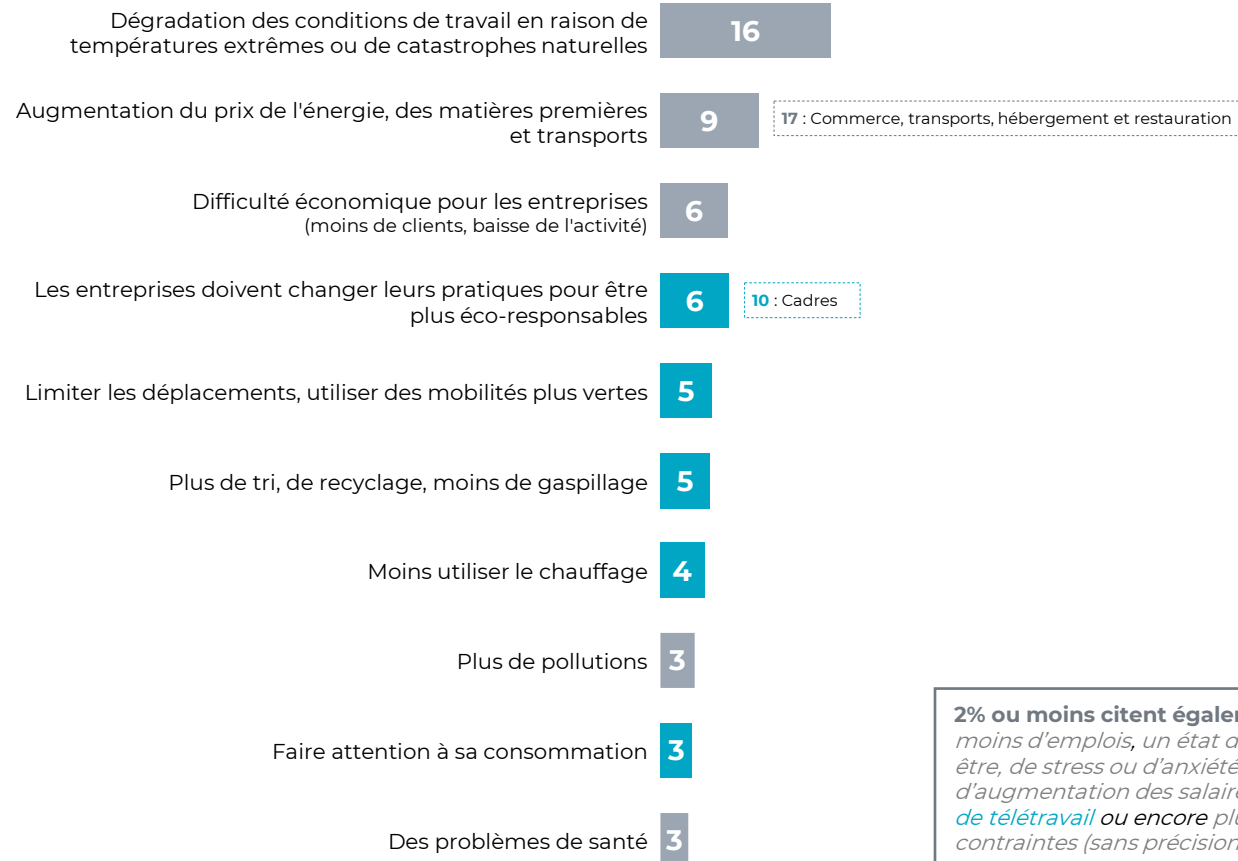 Dégradation des conditions de travail en raison de
températures extrêmes ou de catastrophes naturelles
16
Augmentation du prix de l'énergie, des matières premières
et transports
9
17 : Commerce, transports, hébergement et restauration
Difficulté économique pour les entreprises
(moins de clients, baisse de l'activité)
6
Les entreprises doivent changer leurs pratiques pour être
plus éco-responsables
6
10 : Cadres
Limiter les déplacements, utiliser des mobilités plus vertes
5
Plus de tri, de recyclage, moins de gaspillage
5
Moins utiliser le chauffage
4
Plus de pollutions
3
Faire attention à sa consommation
3
Des problèmes de santé
3
2% ou moins citent
moins d'emplois, un état
être, de stress ou d'anxiété
d'augmentation des
de télétravail ou encore
contraintes (sans précision